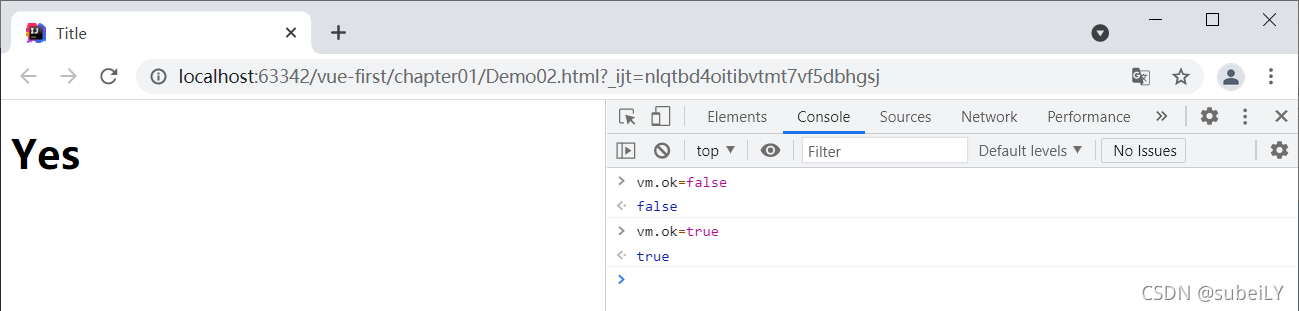 Title
localhost:63342/vue-first/chapter01/Demo02.html?_ijt=nlqtbd4oitibvtmt7vf5dbhgsj
Yes
Elements Console Sources Network Performance
top Filter Default levels No Issues
vm.ok=false
false
vm.ok=true
true
CSDN @subeiLY